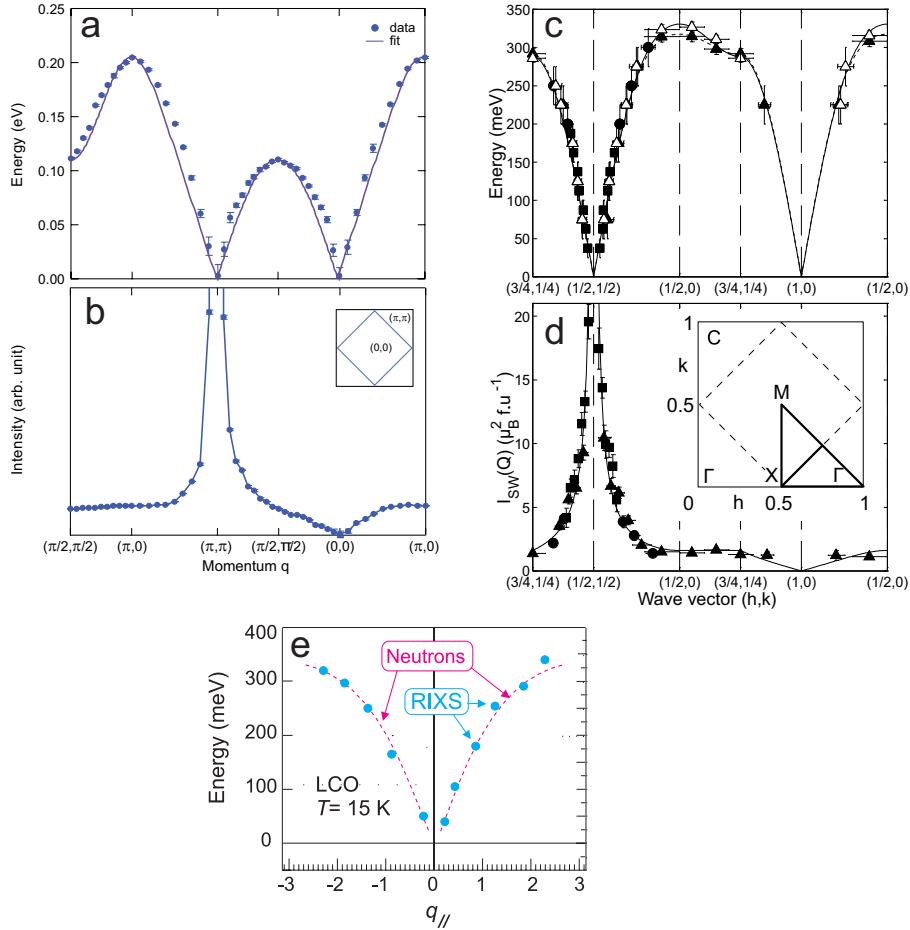 a
data
fit
Energy (eV)
0.20
0.15
0.10
0.05
0.00
b
(π,π)
(0,0)
Intensity (arb. unit)
(π/2,π/2) (π,0) (π,π) (π/2,π/2) (0,0) (π,0)
Momentum q
c
Energy (meV)
350
300
250
200
150
100
50
0
(3/4,1/4) (1/2,1/2) (1/2,0) (3/4,1/4) (1,0) (1/2,0)
d
I_SW(Q) (μ_B^2 f.u^-1)
20
15
10
5
0
1
C
k
M
0.5
Γ X Γ
0 h 0.5 1
(3/4,1/4) (1/2,1/2) (1/2,0) (3/4,1/4) (1,0) (1/2,0)
Wave vector (h,k)
e
Energy (meV)
400
300
200
100
0
Neutrons
RIXS
LCO
T= 15 K
-3 -2 -1 0 1 2 3
q_//